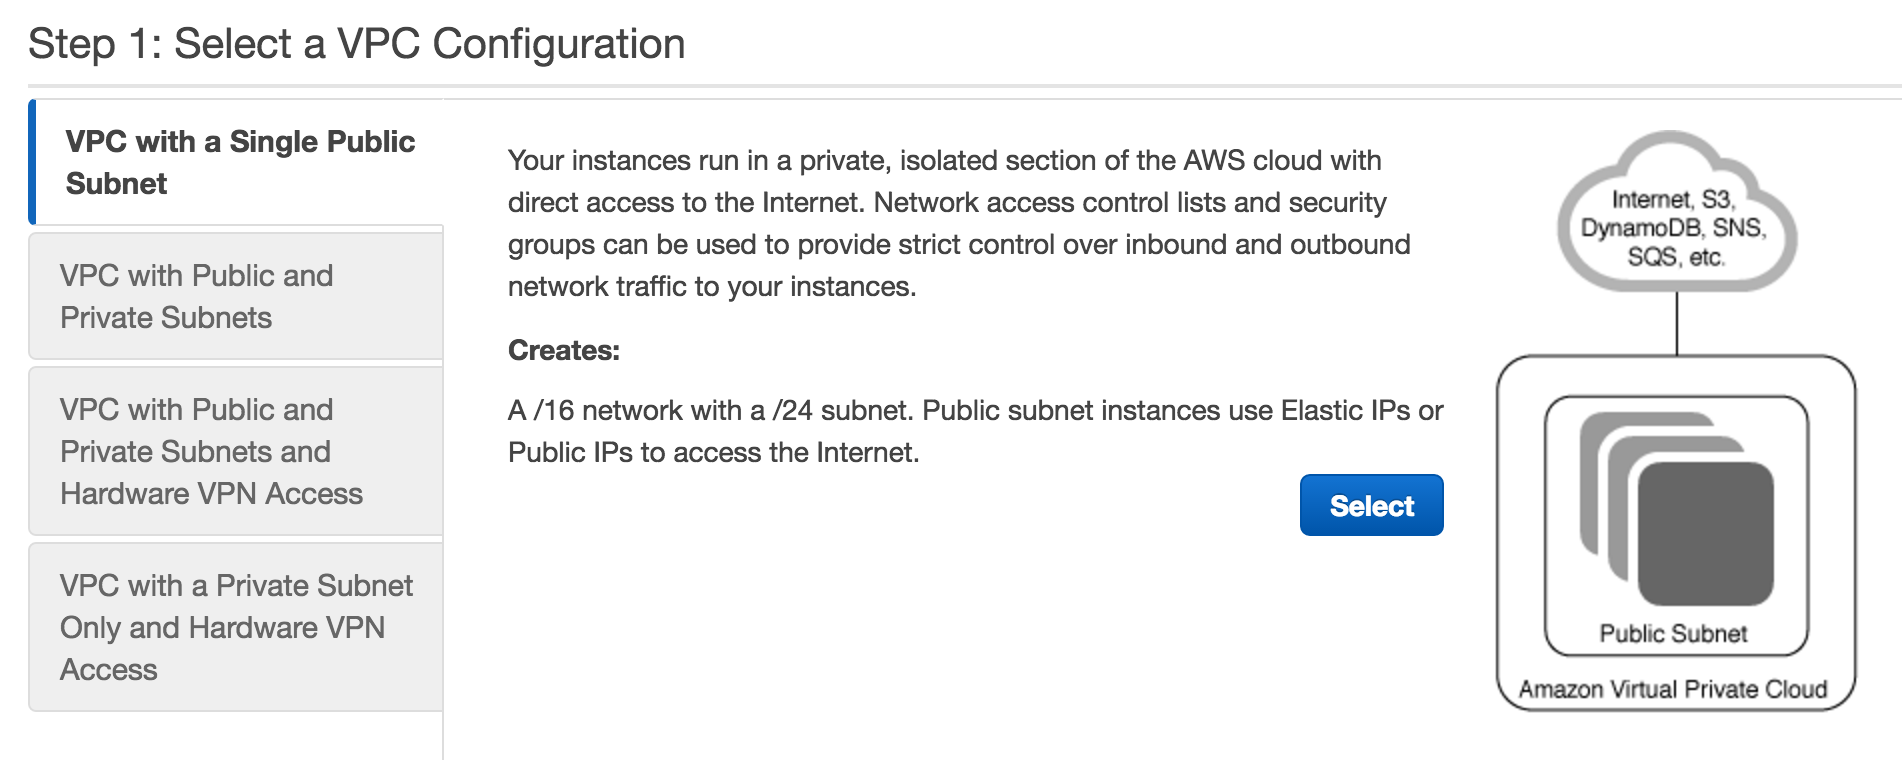 Step 1: Select a VPC Configuration
VPC with a Single Public
Subnet
VPC with Public and
Private Subnets
VPC with Public and
Private Subnets and
Hardware VPN Access
VPC with a Private Subnet
Only and Hardware VPN
Access
Your instances run in a private, isolated section of the AWS cloud with
direct access to the Internet. Network access control lists and security
groups can be used to provide strict control over inbound and outbound
network traffic to your instances.
Creates:
A /16 network with a /24 subnet. Public subnet instances use Elastic IPs or
Public IPs to access the Internet.
Select
Internet, S3,
DynamoDB, SNS,
SQS, etc.
Public Subnet
Amazon Virtual Private Cloud